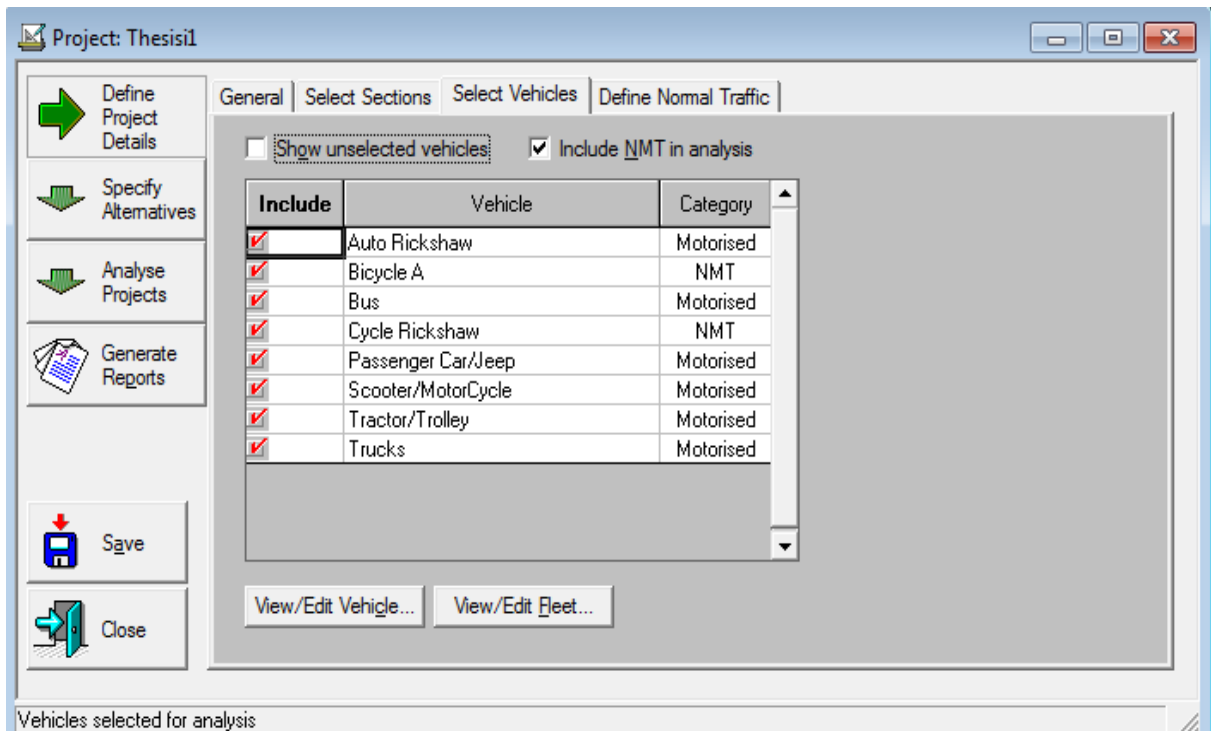 Project: Thesisi1
Define
Project
Details
Specify
Alternatives
Analyse
Projects
Generate
Reports
Save
Close
General Select Sections Select Vehicles Define Normal Traffic
Show unselected vehicles Include NMT in analysis
Include Vehicle Category
Auto Rickshaw Motorised
Bicycle A NMT
Bus Motorised
Cycle Rickshaw NMT
Passenger Car/Jeep Motorised
Scooter/MotorCycle Motorised
Tractor/Trolley Motorised
Trucks Motorised
View/Edit Vehicle... View/Edit Fleet...
Vehicles selected for analysis